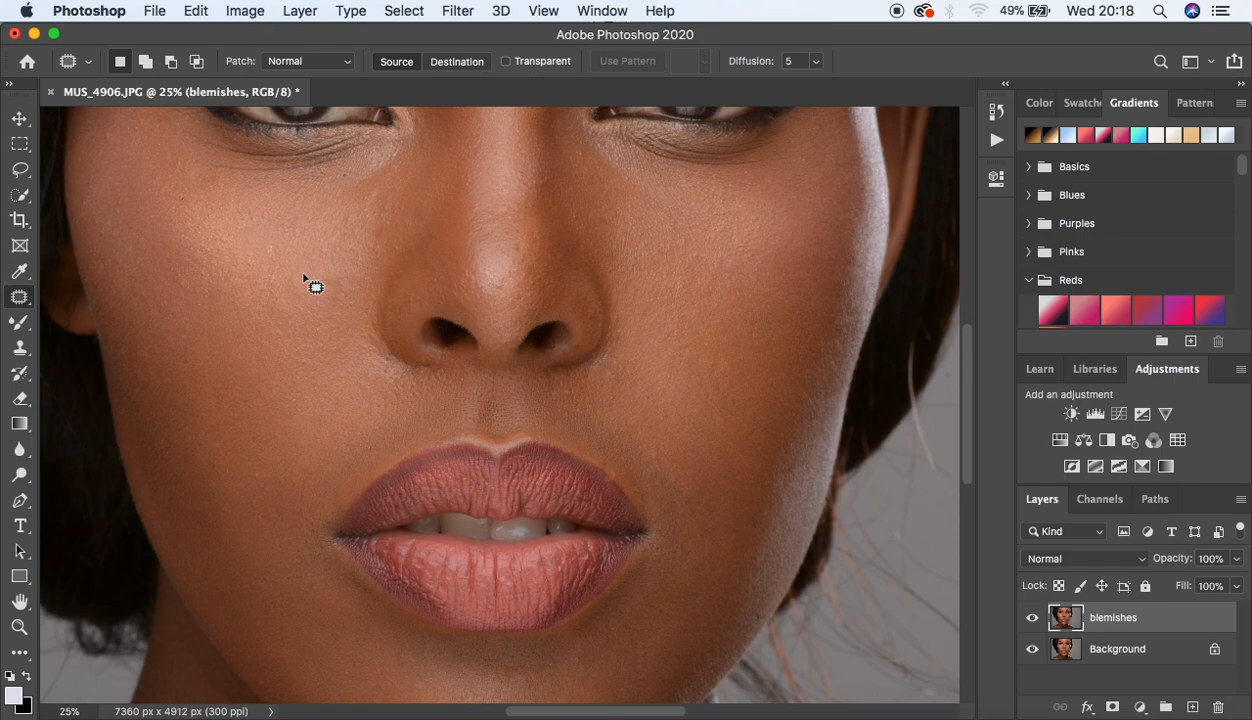 Photoshop File Edit Image Layer Type Select Filter 3D View Window Help 49% Wed 20:18
Adobe Photoshop 2020
Patch: Normal Source Destination Transparent Use Pattern Diffusion: 5
× MUS_4906.JPG @ 25% (blemishes, RGB/8) *
Color Swatche Gradients Pattern
Basics
Blues
Purples
Pinks
Reds
Learn Libraries Adjustments
Add an adjustment
Layers Channels Paths
Kind
Normal Opacity: 100%
Lock: Fill: 100%
blemishes
Background
25% 7360 px x 4912 px (300 ppi)